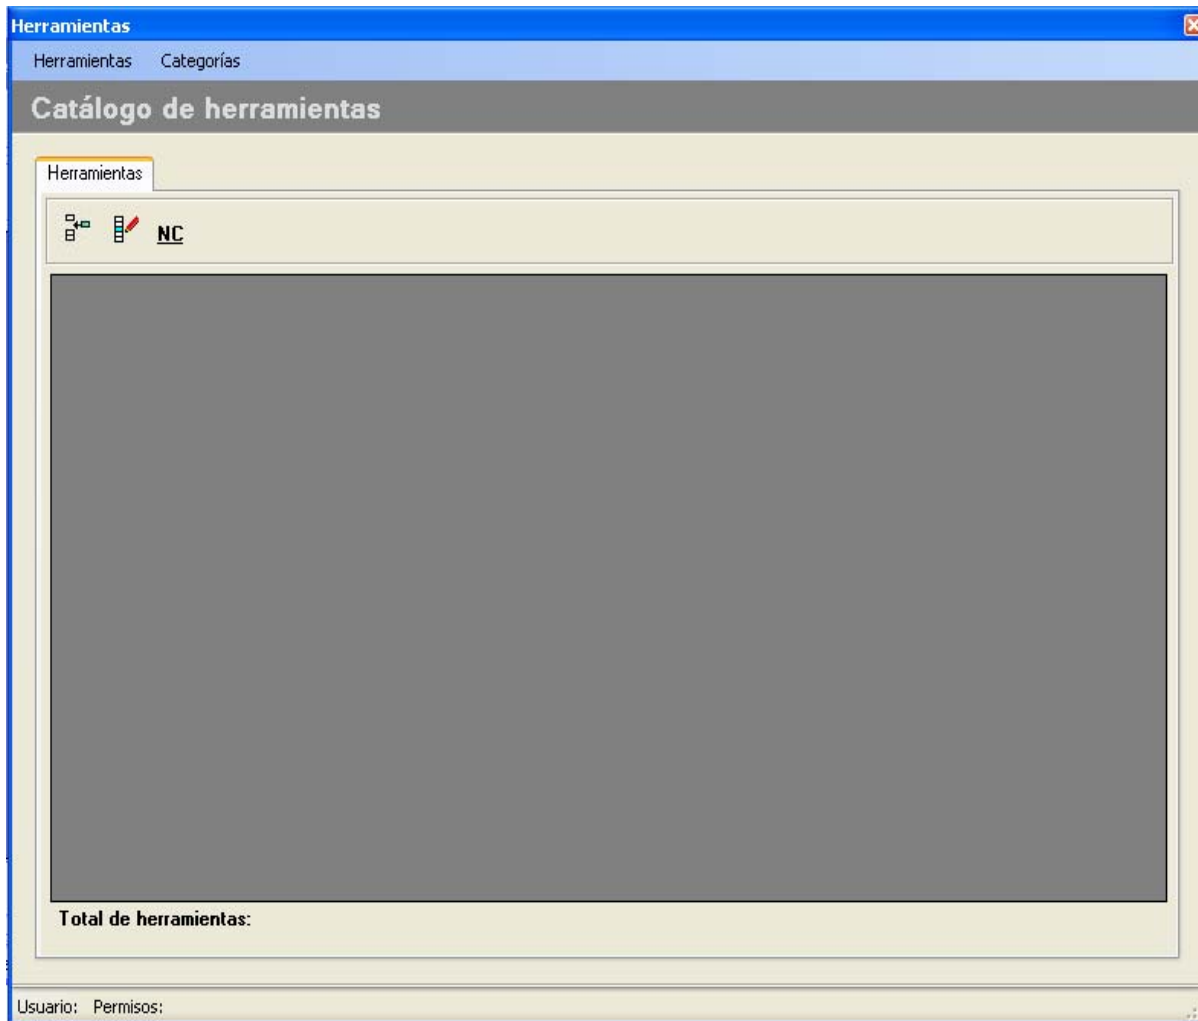 Herramientas
Herramientas Categorías
Catálogo de herramientas
Herramientas
NC
Total de herramientas:
Usuario: Permisos: